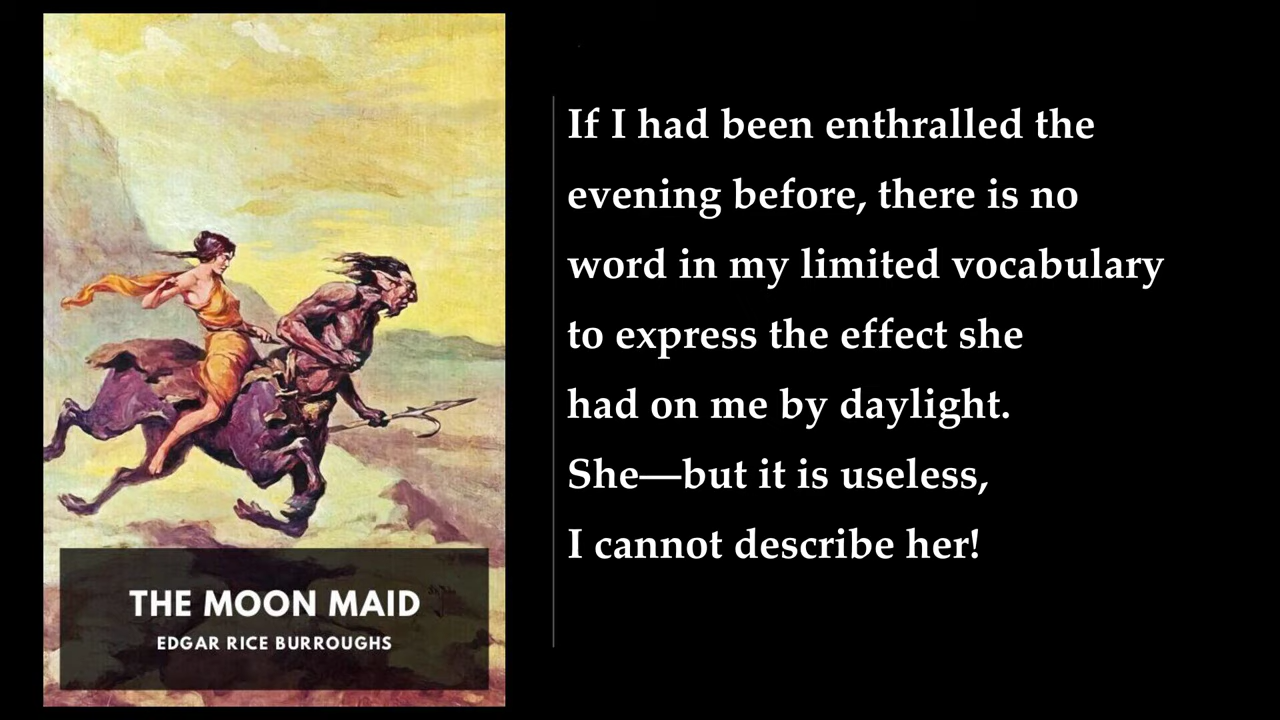 THE MOON MAID
EDGAR RICE BURROUGHS
If I had been enthralled the
evening before, there is no
word in my limited vocabulary
to express the effect she
had on me by daylight.
She—but it is useless,
I cannot describe her!